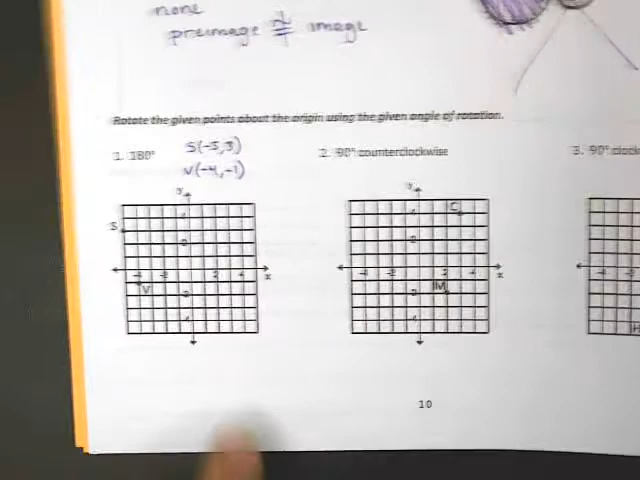 none
preimage ≇ image
Rotate the given points about the origin using the given angle of rotation.
1. 180°
S(-5,3)
V(-4,-1)
2. 90° counterclockwise
3. 90° clock
y
S
V
x
y
C
M
x
H
10